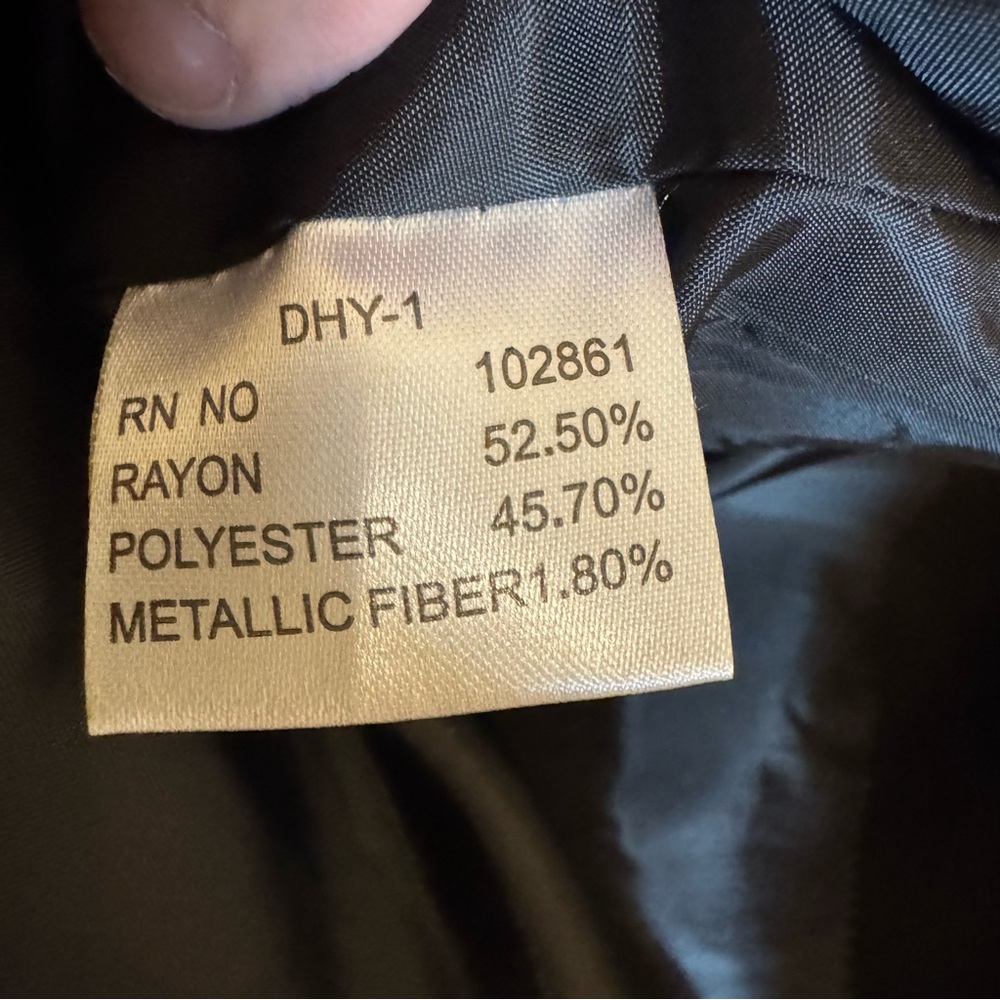 DHY-1
RN NO 102861
RAYON 52.50%
POLYESTER 45.70%
METALLIC FIBER1.80%